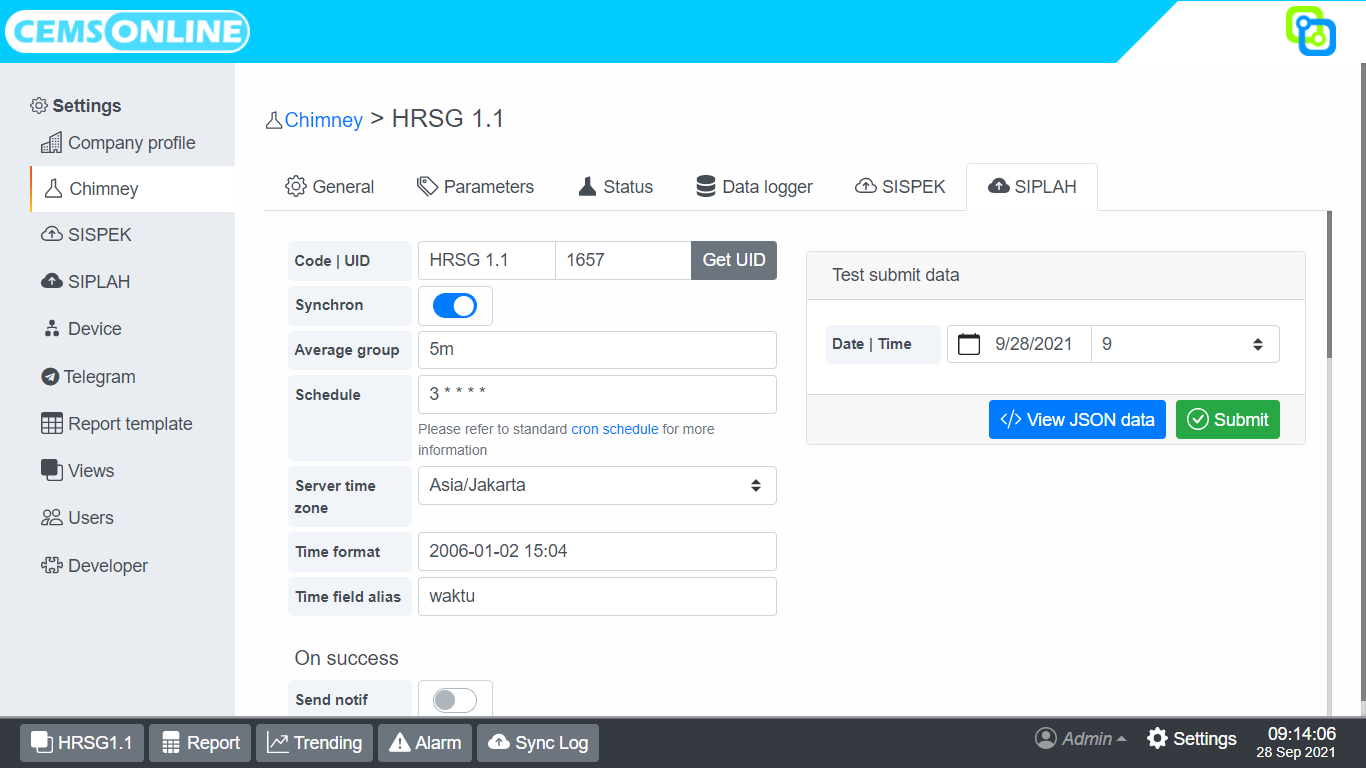 CEMS ONLINE
Settings
Company profile
Chimney
SISPEK
SIPLAH
Device
Telegram
Report template
Views
Users
Developer
Chimney > HRSG 1.1
General Parameters Status Data logger SISPEK SIPLAH
Code | UID HRSG 1.1 1657 Get UID
Synchron
Average group 5m
Schedule 3 * * * *
Please refer to standard cron schedule for more
information
Server time
zone
Asia/Jakarta
Time format 2006-01-02 15:04
Time field alias waktu
On success
Send notif
Test submit data
Date | Time 9/28/2021 9
</> View JSON data Submit
HRSG1.1 Report Trending Alarm Sync Log Admin Settings 09:14:06
28 Sep 2021